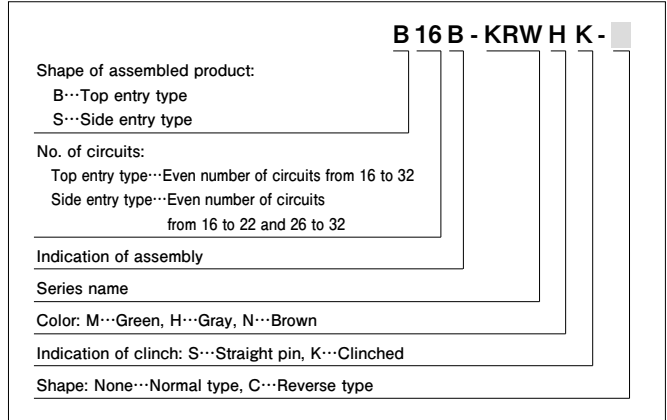 B 16 B - KRW H K -
Shape of assembled product:
B⋯Top entry type
S⋯Side entry type
No. of circuits:
Top entry type⋯Even number of circuits from 16 to 32
Side entry type⋯Even number of circuits
from 16 to 22 and 26 to 32
Indication of assembly
Series name
Color: M⋯Green, H⋯Gray, N⋯Brown
Indication of clinch: S⋯Straight pin, K⋯Clinched
Shape: None⋯Normal type, C⋯Reverse type